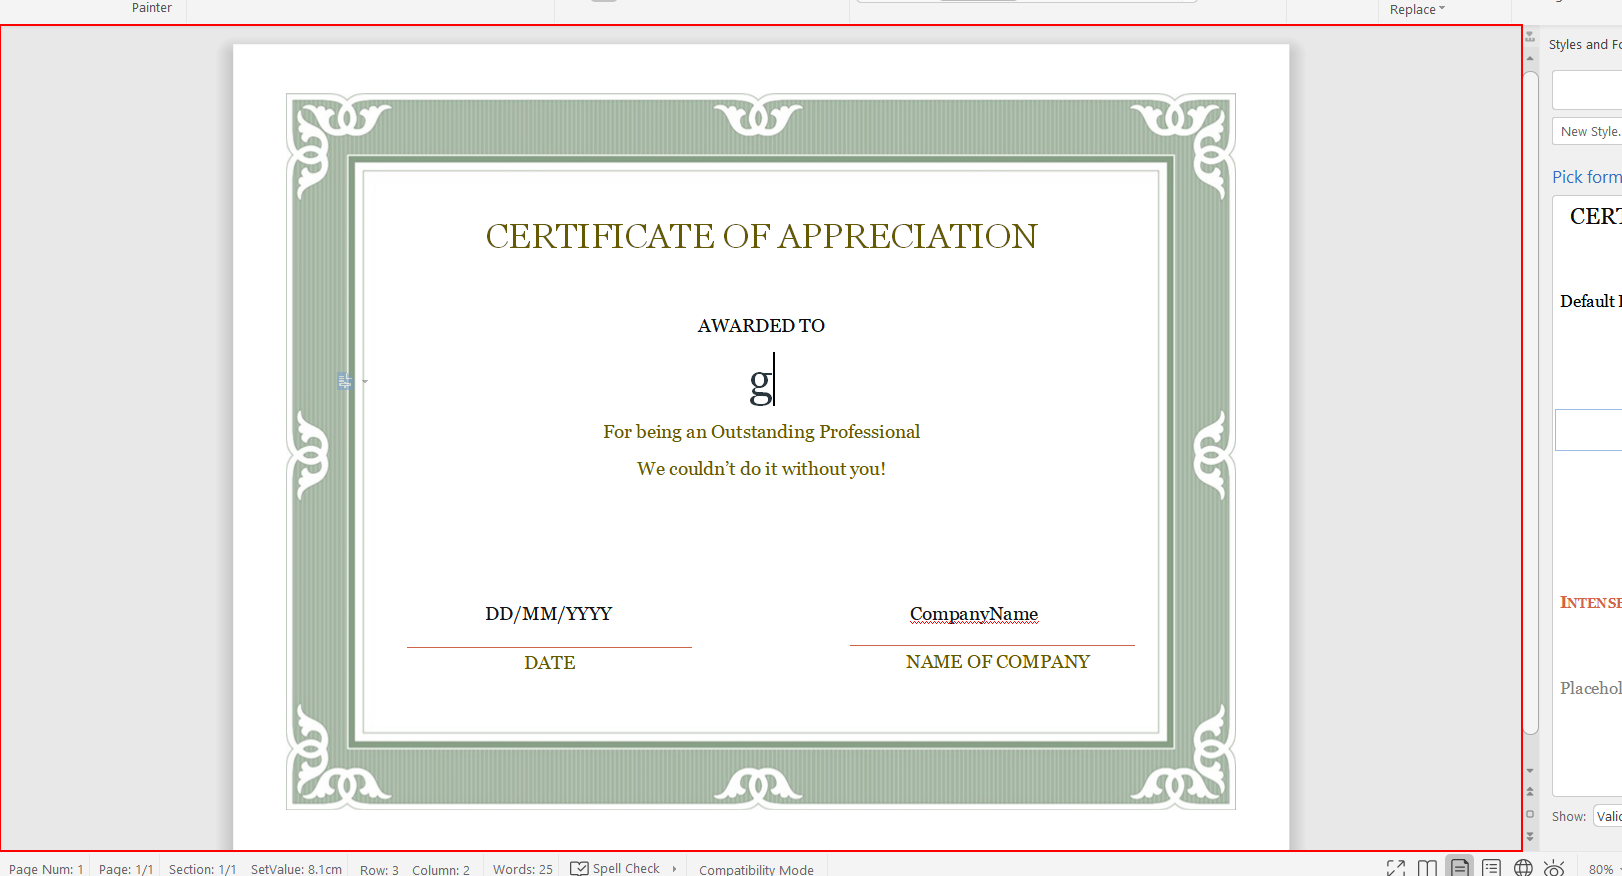 Painter
Replace
Styles and Fo
New Style.
Pick form
CERT
Default
INTENSE
Placehol
Show: Valid
CERTIFICATE OF APPRECIATION
AWARDED TO
g
For being an Outstanding Professional
We couldn’t do it without you!
DD/MM/YYYY
CompanyName
DATE
NAME OF COMPANY
Page Num: 1 Page: 1/1 Section: 1/1 SetValue: 8.1cm Row: 3 Column: 2 Words: 25 Spell Check Compatibility Mode 80%